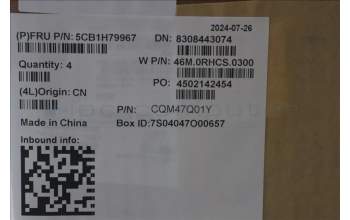 2024-07-26
(P)FRU P/N: 5CB1H79967 DN: 8308443074
Quantity: 4 W P/N: 46M.0RHCS.0300
PO: 4502142454
(4L)Origin: CN
P/N: CQM47Q01Y
Made in China Box ID:7S04047O00657
Inbound info: